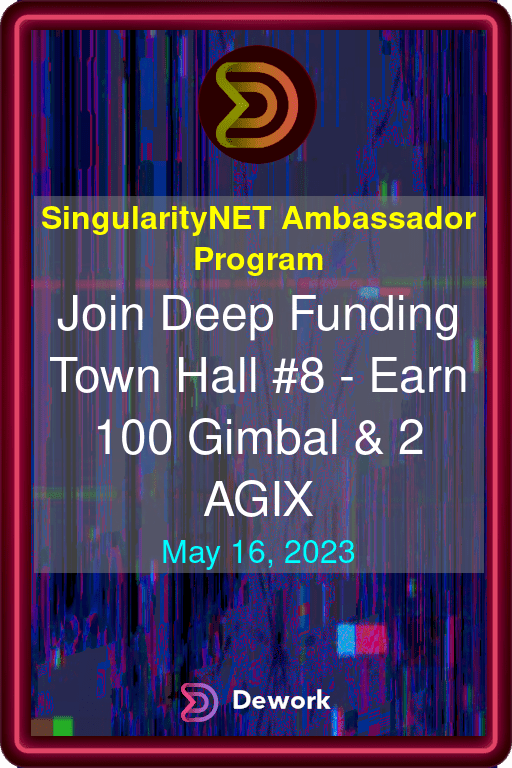 SingularityNET Ambassador
Program
Join Deep Funding
Town Hall #8 - Earn
100 Gimbal & 2
AGIX
May 16, 2023
Dework